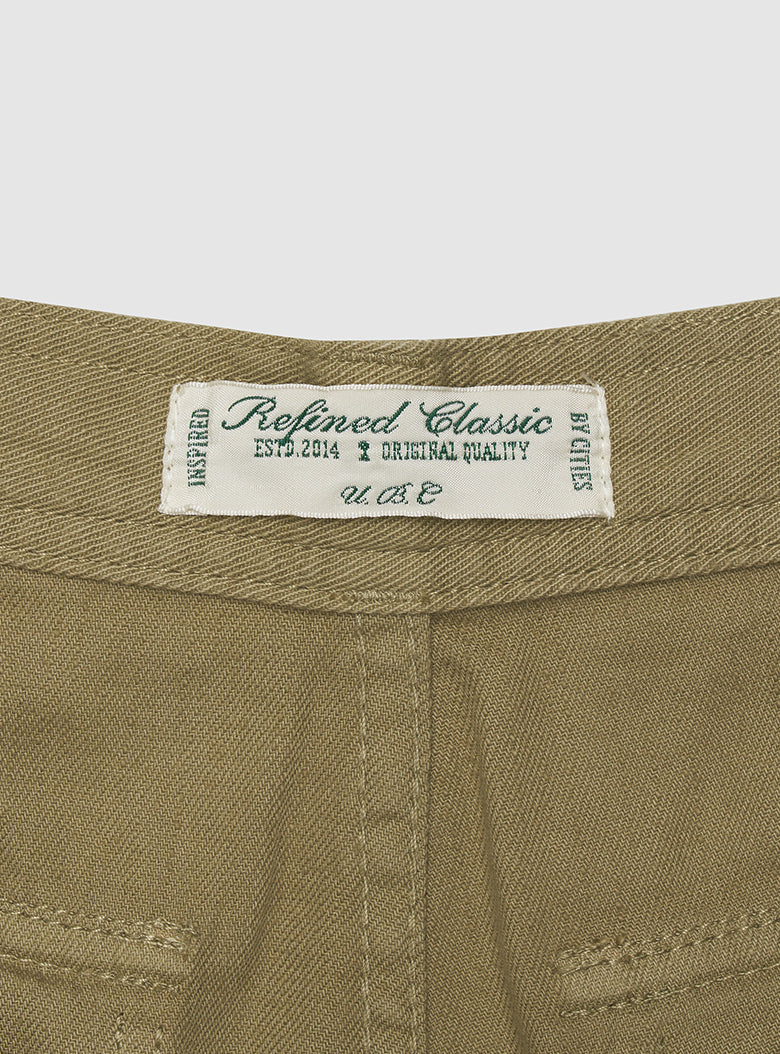 Refined Classic
INSPIRED
ESTD.2014 ORIGINAL QUALITY
BY CITIES
U.B.C